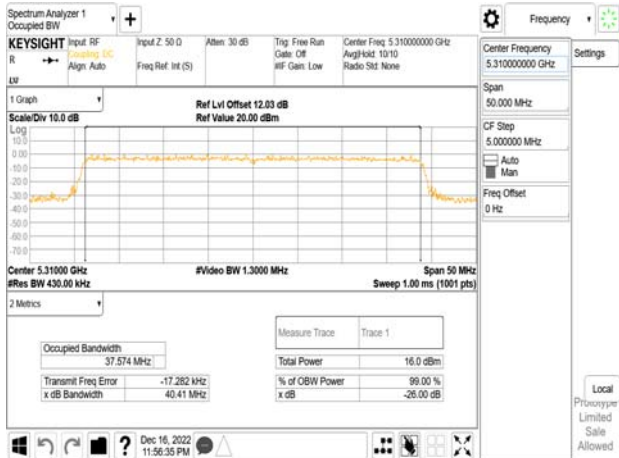 Spectrum Analyzer 1
Occupied BW
Frequency
KEYSIGHT
Input: RF
Coupling: DC
Align: Auto
Input Z: 50 Ω
Freq Ref: Int (S)
Atten: 30 dB
Trig: Free Run
Gate: Off
#IF Gain: Low
Center Freq: 5.310000000 GHz
Avg|Hold: 10/10
Radio Std: None
R
LXI
1 Graph
Scale/Div 10.0 dB
Ref Lvl Offset 12.03 dB
Ref Value 20.00 dBm
Log
10.0
0.00
-10.0
-20.0
-30.0
-40.0
-50.0
-60.0
-70.0
Center 5.31000 GHz
#Res BW 430.00 kHz
#Video BW 1.3000 MHz
Span 50 MHz
Sweep 1.00 ms (1001 pts)
2 Metrics
Measure Trace Trace 1
Occupied Bandwidth
37.574 MHz
Total Power 16.0 dBm
Transmit Freq Error -17.282 kHz
% of OBW Power 99.00 %
x dB Bandwidth 40.41 MHz
x dB -26.00 dB
Dec 16, 2022
11:56:35 PM
Center Frequency
5.310000000 GHz
Settings
Span
50.000 MHz
CF Step
5.000000 MHz
Auto
Man
Freq Offset
0 Hz
Local
Prototype
Limited
Sale
Allowed